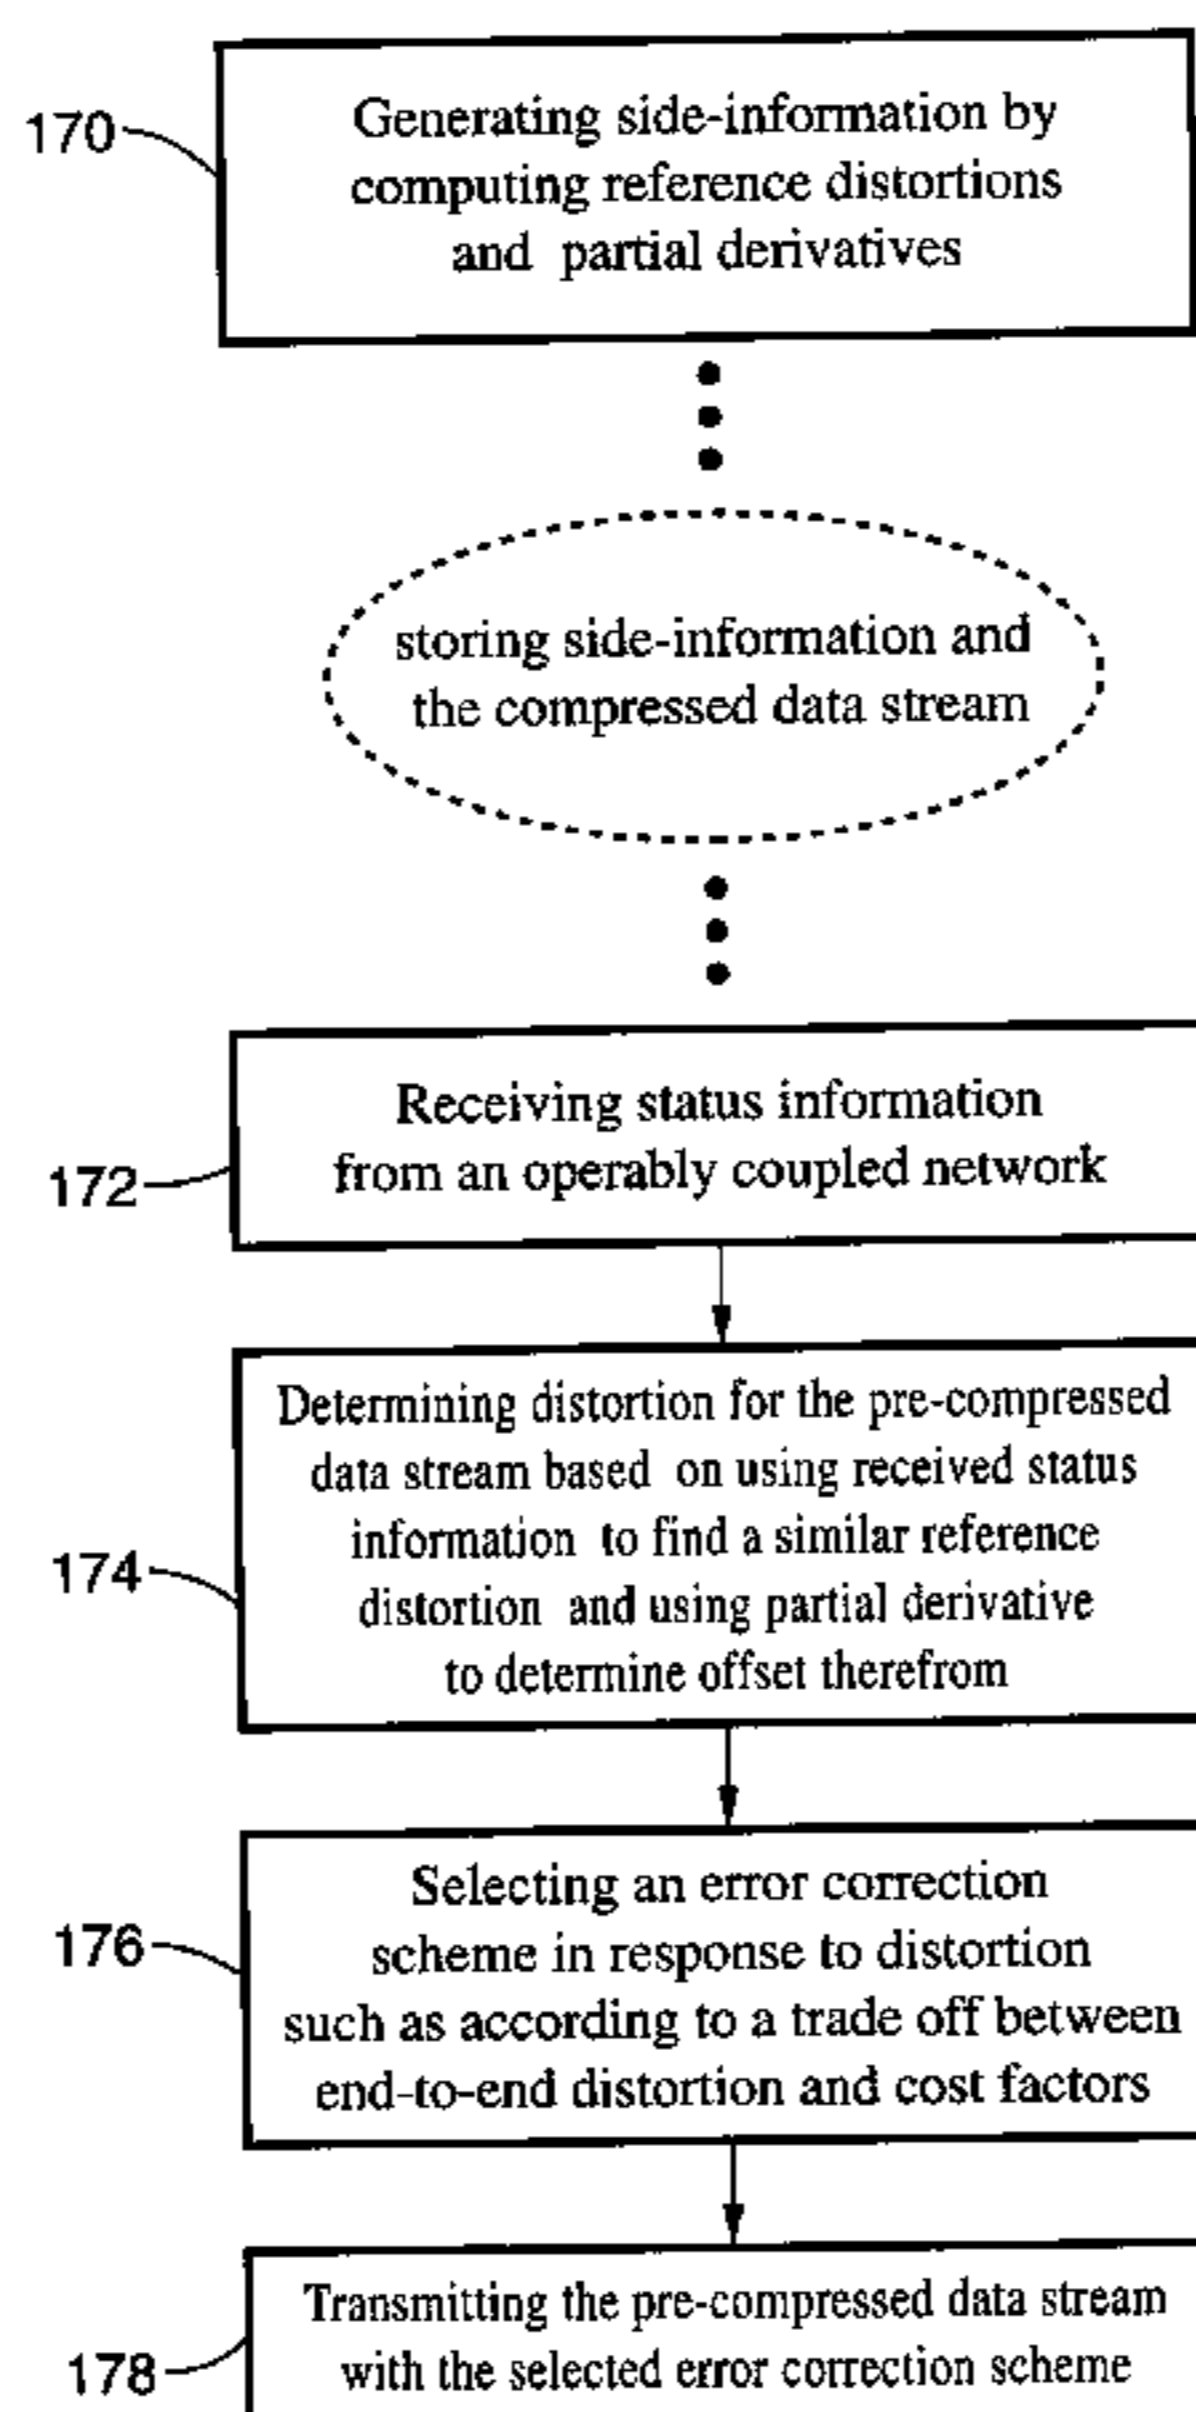 170
Generating side-information by
computing reference distortions
and partial derivatives
storing side-information and
the compressed data stream
172
Receiving status information
from an operably coupled network
174
Determining distortion for the pre-compressed
data stream based on using received status
information to find a similar reference
distortion and using partial derivative
to determine offset therefrom
176
Selecting an error correction
scheme in response to distortion
such as according to a trade off between
end-to-end distortion and cost factors
178
Transmitting the pre-compressed data stream
with the selected error correction scheme